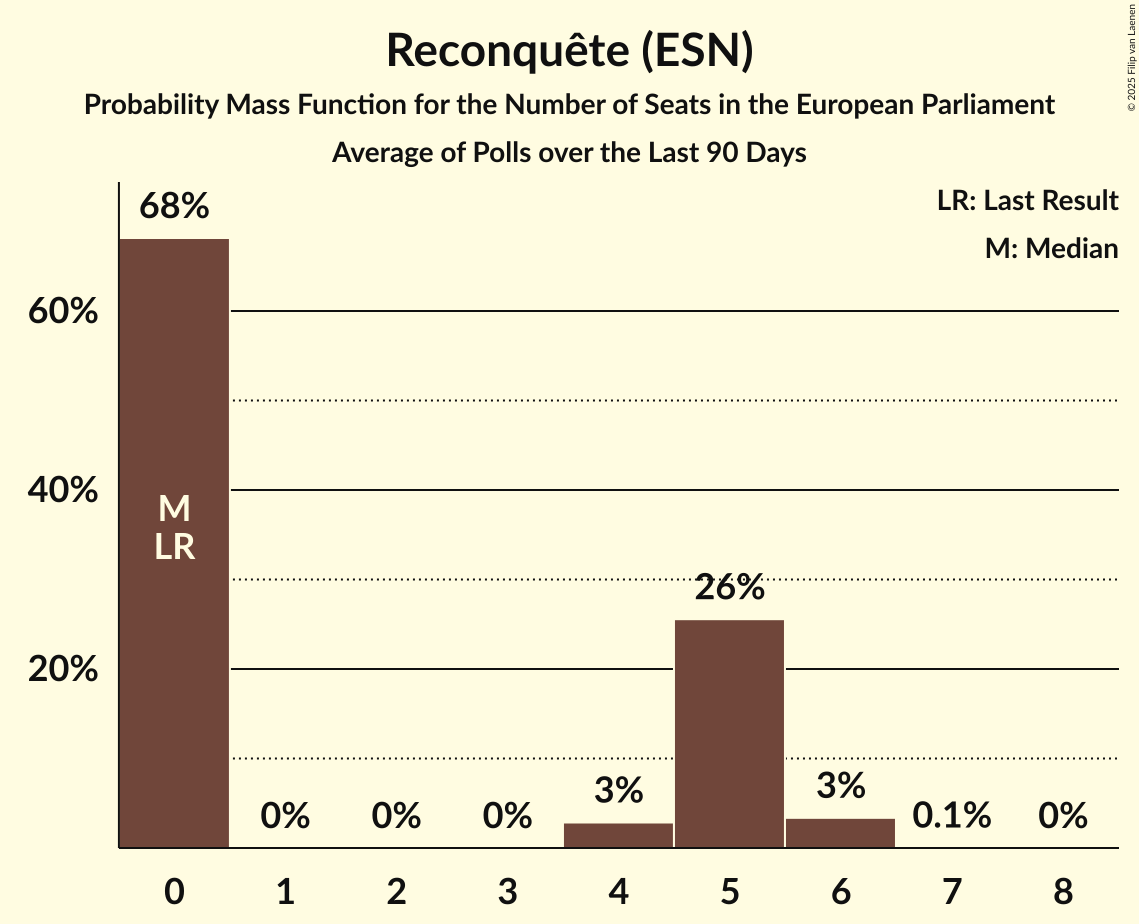 Reconquête (ESN)
Probability Mass Function for the Number of Seats in the European Parliament
Average of Polls over the Last 90 Days
© 2025 Filip van Laenen
LR: Last Result
M: Median
68%
60%
40%
20%
M
LR
0%
0%
0%
3%
26%
3%
0.1%
0%
0 1 2 3 4 5 6 7 8